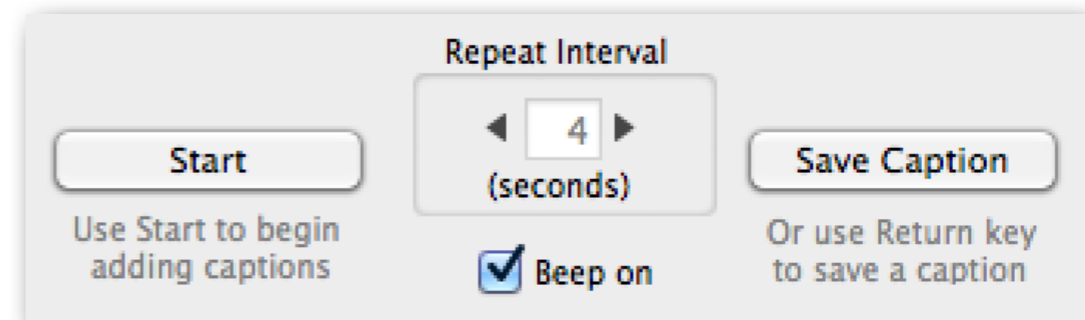 Repeat Interval
4
(seconds)
Start
Save Caption
Use Start to begin
adding captions
Or use Return key
to save a caption
Beep on